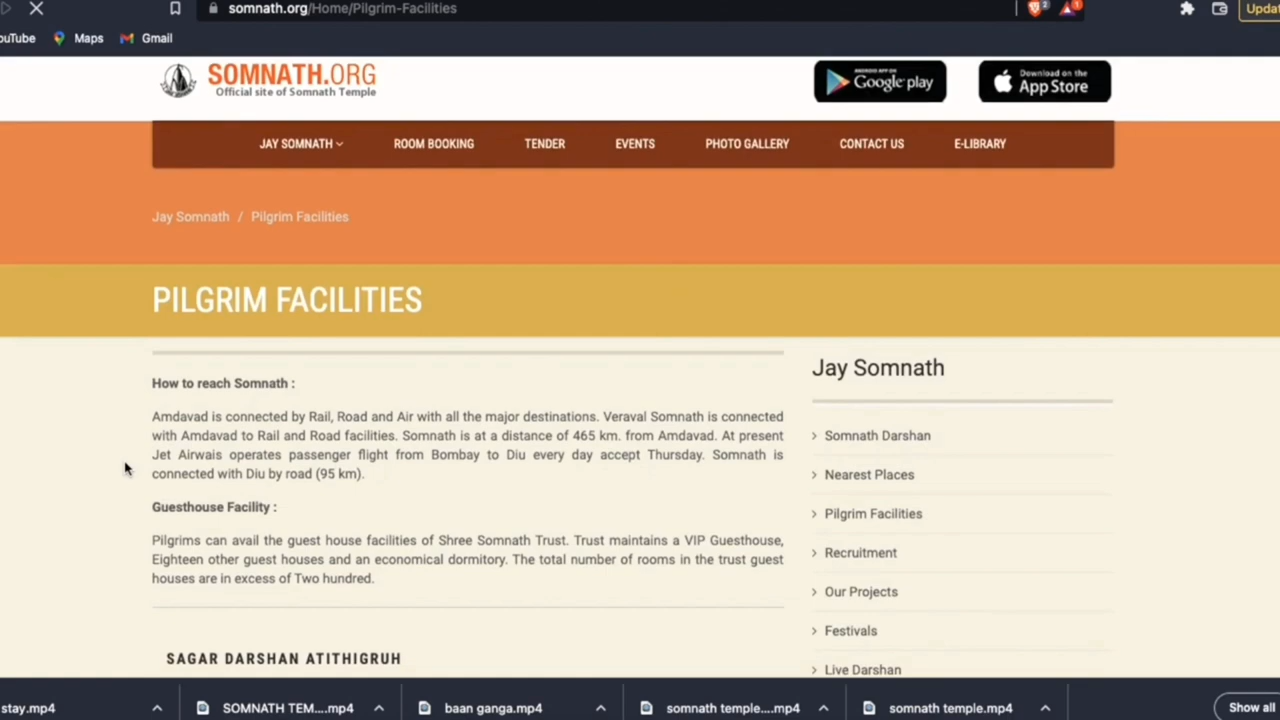 somnath.org/Home/Pilgrim-Facilities
2
1
Maps
Gmail
SOMNATH.ORG
Official site of Somnath Temple
ANDROID APP ON
Google play
Download on the
App Store
JAY SOMNATH
ROOM BOOKING
TENDER
EVENTS
PHOTO GALLERY
CONTACT US
E-LIBRARY
Jay Somnath / Pilgrim Facilities
PILGRIM FACILITIES
How to reach Somnath :
Amdavad is connected by Rail, Road and Air with all the major destinations. Veraval Somnath is connected
with Amdavad to Rail and Road facilities. Somnath is at a distance of 465 km. from Amdavad. At present
Jet Airwais operates passenger flight from Bombay to Diu every day accept Thursday. Somnath is
connected with Diu by road (95 km).
Guesthouse Facility :
Pilgrims can avail the guest house facilities of Shree Somnath Trust. Trust maintains a VIP Guesthouse,
Eighteen other guest houses and an economical dormitory. The total number of rooms in the trust guest
houses are in excess of Two hundred.
SAGAR DARSHAN ATITHIGRUH
Jay Somnath
Somnath Darshan
Nearest Places
Pilgrim Facilities
Recruitment
Our Projects
Festivals
Live Darshan
stay.mp4
SOMNATH TEM....mp4
baan ganga.mp4
somnath temple....mp4
somnath temple.mp4
Show all